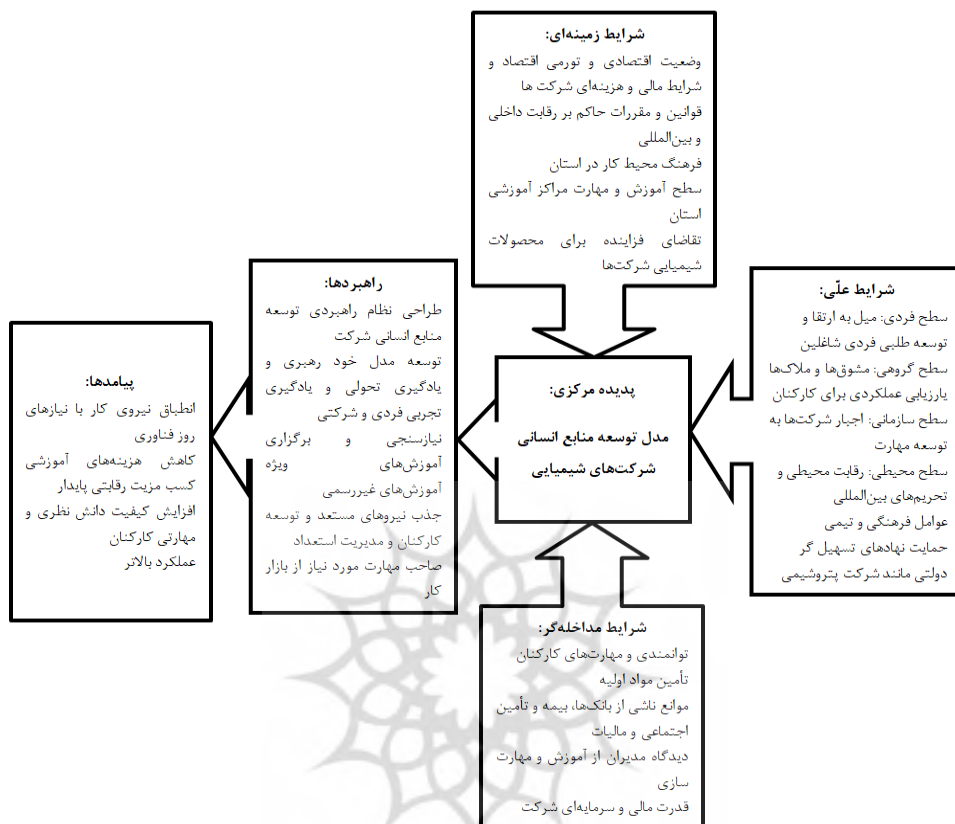 شرایط زمینه‌ای:
وضعیت اقتصادی و تورمی اقتصاد و
شرایط مالی و هزینه‌ای شرکت ها
قوانین و مقررات حاکم بر رقابت داخلی
و بین‌المللی
فرهنگ محیط کار در استان
سطح آموزش و مهارت مراکز آموزشی
استان
تقاضای فزاینده برای محصولات
شیمیایی شرکت‌ها
شرایط علّی:
سطح فردی: میل به ارتقا و
توسعه طلبی فردی شاغلین
سطح گروهی: مشوق‌ها و ملاک‌ها
یارزیابی عملکردی برای کارکنان
سطح سازمانی: اجبار شرکت‌ها به
توسعه مهارت
سطح محیطی: رقابت محیطی و
تحریم‌های بین‌المللی
عوامل فرهنگی و تیمی
حمایت نهادهای تسهیل گر
دولتی مانند شرکت پتروشیمی
پدیده مرکزی:
مدل توسعه منابع انسانی
شرکت‌های شیمیایی
راهبردها:
طراحی نظام راهبردی توسعه
منابع انسانی شرکت
توسعه مدل خود رهبری و
یادگیری تحولی و یادگیری
تجربی فردی و شرکتی
نیازسنجی و برگزاری
آموزش‌های ویژه
آموزش‌های غیررسمی
جذب نیروهای مستعد و توسعه
کارکنان و مدیریت استعداد
صاحب مهارت مورد نیاز از بازار
کار
پیامدها:
انطباق نیروی کار با نیازهای
روز فناوری
کاهش هزینه‌های آموزشی
کسب مزیت رقابتی پایدار
افزایش کیفیت دانش نظری و
مهارتی کارکنان
عملکرد بالاتر
شرایط مداخله‌گر:
توانمندی و مهارت‌های کارکنان
تأمین مواد اولیه
موانع ناشی از بانک‌ها، بیمه و تأمین
اجتماعی و مالیات
دیدگاه مدیران از آموزش و مهارت
سازی
قدرت مالی و سرمایه‌ای شرکت